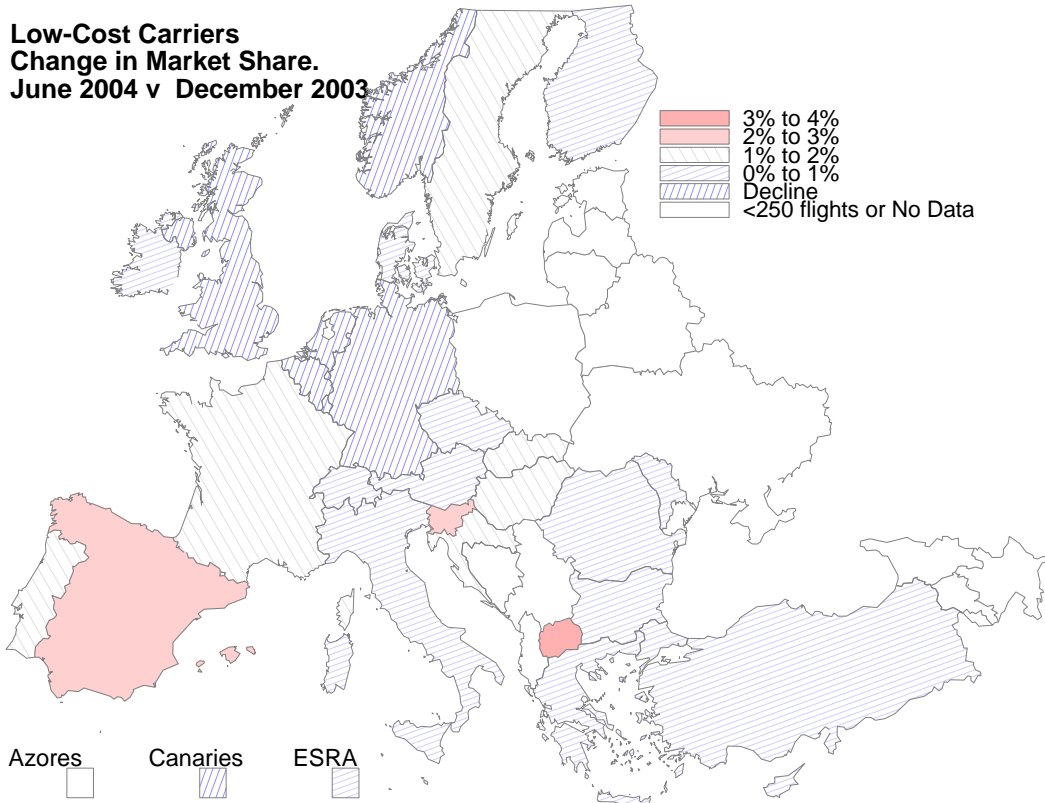 Low-Cost Carriers
Change in Market Share.
June 2004 v  December 2003
3% to 4%
2% to 3%
1% to 2%
0% to 1%
Decline
<250 flights or No Data
Azores
Canaries
ESRA